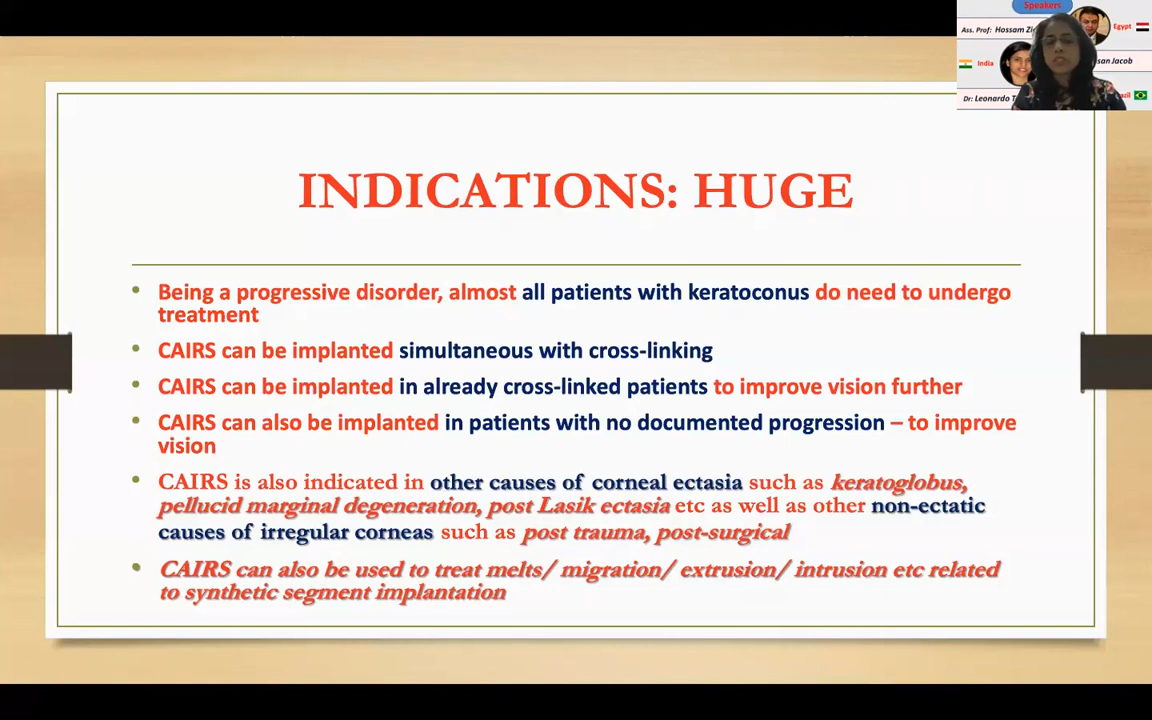 Speakers
Ass. Prof: Hossam
Egypt
India
Jacob
Dr: Leonardo
INDICATIONS: HUGE
• Being a progressive disorder, almost all patients with keratoconus do need to undergo
treatment
• CAIRS can be implanted simultaneous with cross-linking
• CAIRS can be implanted in already cross-linked patients to improve vision further
• CAIRS can also be implanted in patients with no documented progression – to improve
vision
• CAIRS is also indicated in other causes of corneal ectasia such as keratoglobus,
pellucid marginal degeneration, post Lasik ectasia etc as well as other non-ectatic
causes of irregular corneas such as post trauma, post-surgical
• CAIRS can also be used to treat melts/ migration/ extrusion/ intrusion etc related
to synthetic segment implantation